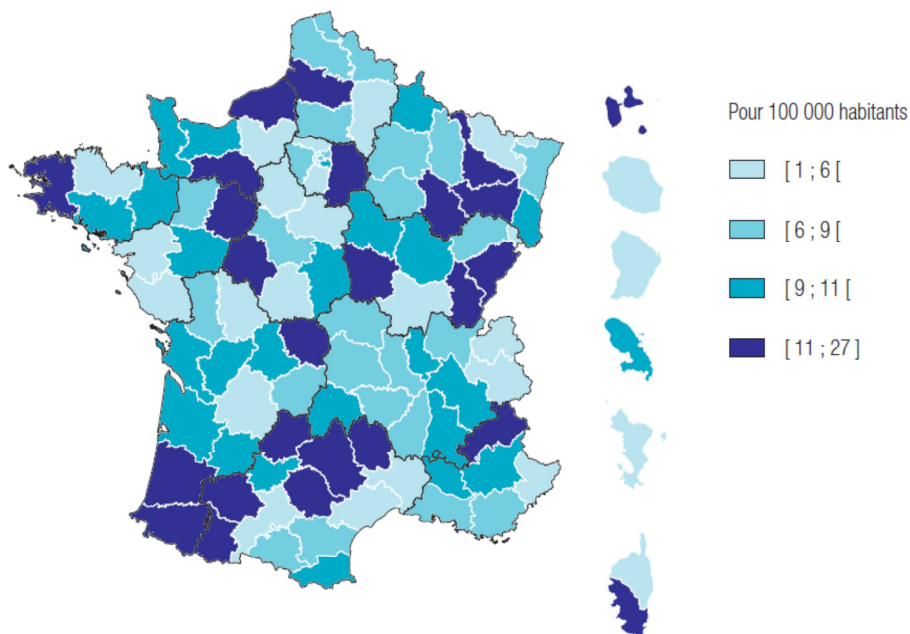 Pour 100 000 habitants
[ 1 ; 6 [
[ 6 ; 9 [
[ 9 ; 11 [
[ 11 ; 27 ]